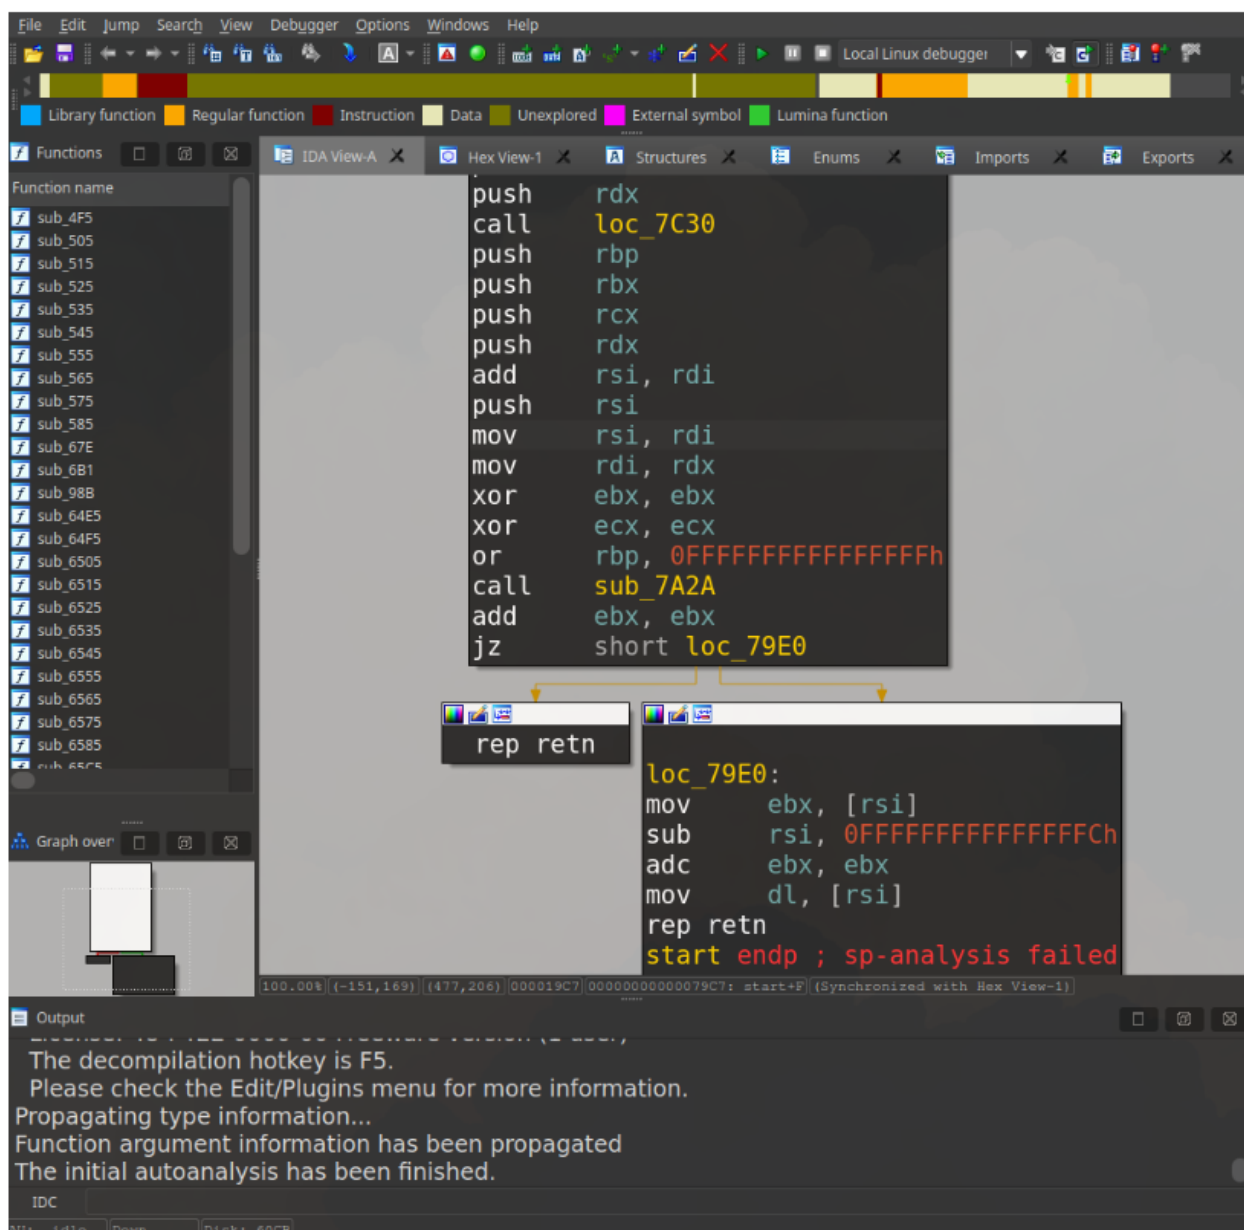 File Edit Jump Search View Debugger Options Windows Help
Local Linux debugger
Library function Regular function Instruction Data Unexplored External symbol Lumina function
Functions
IDA View-A Hex View-1 Structures Enums Imports Exports
Function name
sub_4F5
sub_505
sub_515
sub_525
sub_535
sub_545
sub_555
sub_565
sub_575
sub_585
sub_67E
sub_6B1
sub_98B
sub_64E5
sub_64F5
sub_6505
sub_6515
sub_6525
sub_6535
sub_6545
sub_6555
sub_6565
sub_6575
sub_6585
sub_65C5
push rdx
call loc_7C30
push rbp
push rbx
push rcx
push rdx
add rsi, rdi
push rsi
mov rsi, rdi
mov rdi, rdx
xor ebx, ebx
xor ecx, ecx
or rbp, 0FFFFFFFFFFFFFFFFh
call sub_7A2A
add ebx, ebx
jz short loc_79E0
rep retn
loc_79E0:
mov ebx, [rsi]
sub rsi, 0FFFFFFFFFFFFFFFCh
adc ebx, ebx
mov dl, [rsi]
rep retn
start endp ; sp-analysis failed
Graph over
100.00% (-151,169) (477,206) 000019C7 00000000000079C7: start+F (Synchronized with Hex View-1)
Output
The decompilation hotkey is F5.
Please check the Edit/Plugins menu for more information.
Propagating type information...
Function argument information has been propagated
The initial autoanalysis has been finished.
IDC